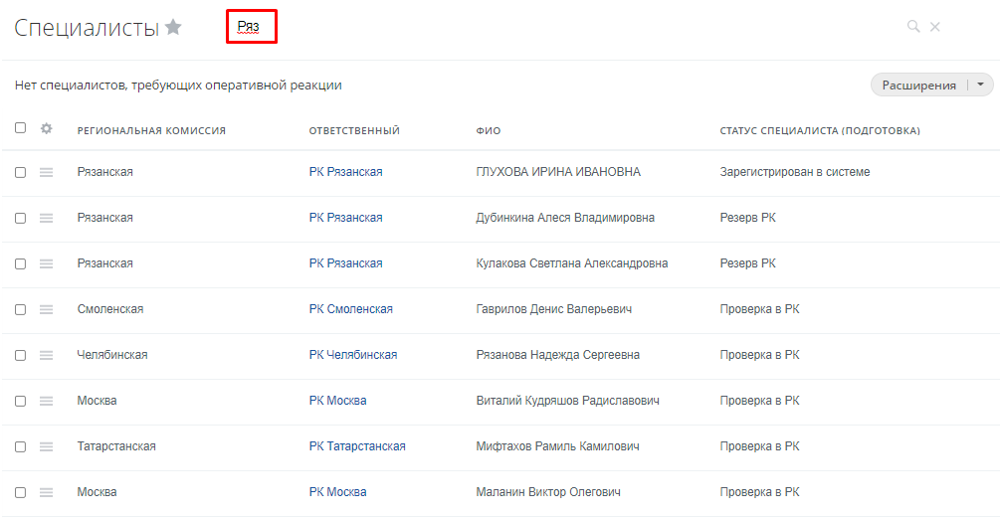 Специалисты Ряз
Нет специалистов, требующих оперативной реакции Расширения
РЕГИОНАЛЬНАЯ КОМИССИЯ ОТВЕТСТВЕННЫЙ ФИО СТАТУС СПЕЦИАЛИСТА (ПОДГОТОВКА)
Рязанская РК Рязанская ГЛУХОВА ИРИНА ИВАНОВНА Зарегистрирован в системе
Рязанская РК Рязанская Дубинкина Алеся Владимировна Резерв РК
Рязанская РК Рязанская Кулакова Светлана Александровна Резерв РК
Смоленская РК Смоленская Гаврилов Денис Валерьевич Проверка в РК
Челябинская РК Челябинская Рязанова Надежда Сергеевна Проверка в РК
Москва РК Москва Виталий Кудряшов Радиславович Проверка в РК
Татарстанская РК Татарстанская Мифтахов Рамиль Камилович Проверка в РК
Москва РК Москва Маланин Виктор Олегович Проверка в РК